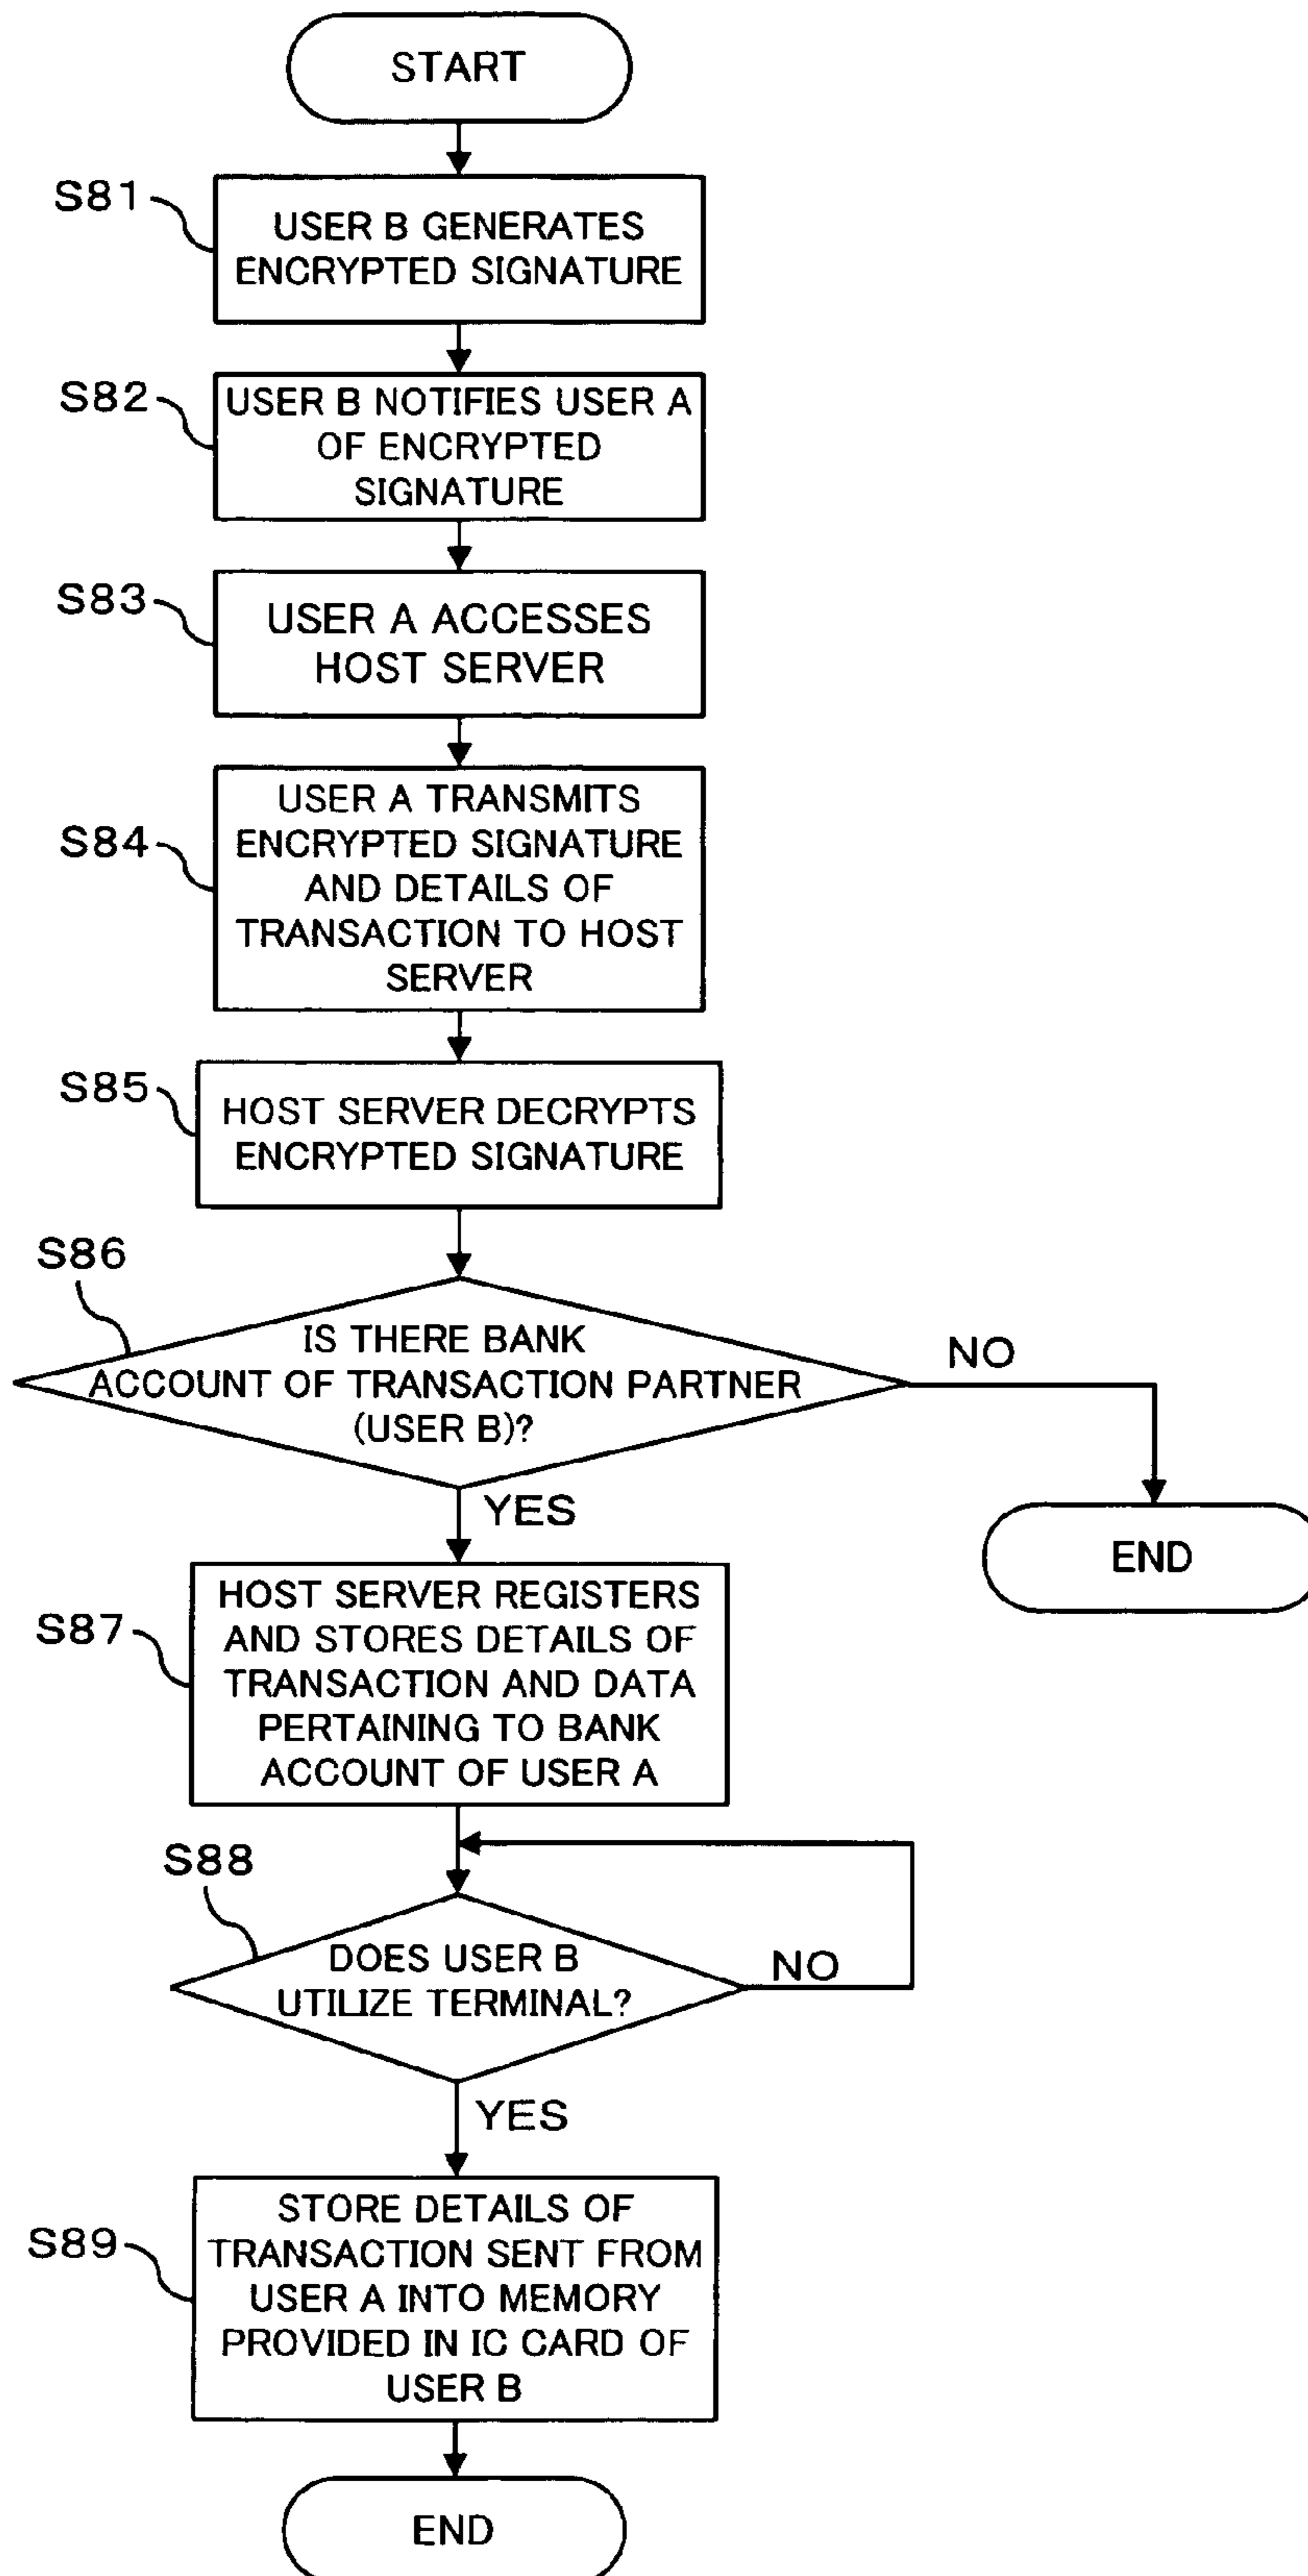 START
S81
USER B GENERATES
ENCRYPTED SIGNATURE
S82
USER B NOTIFIES USER A
OF ENCRYPTED
SIGNATURE
S83
USER A ACCESSES
HOST SERVER
S84
USER A TRANSMITS
ENCRYPTED SIGNATURE
AND DETAILS OF
TRANSACTION TO HOST
SERVER
S85
HOST SERVER DECRYPTS
ENCRYPTED SIGNATURE
S86
IS THERE BANK
ACCOUNT OF TRANSACTION PARTNER
(USER B)?
NO
END
YES
S87
HOST SERVER REGISTERS
AND STORES DETAILS OF
TRANSACTION AND DATA
PERTAINING TO BANK
ACCOUNT OF USER A
S88
DOES USER B
UTILIZE TERMINAL?
NO
YES
S89
STORE DETAILS OF
TRANSACTION SENT FROM
USER A INTO MEMORY
PROVIDED IN IC CARD OF
USER B
END